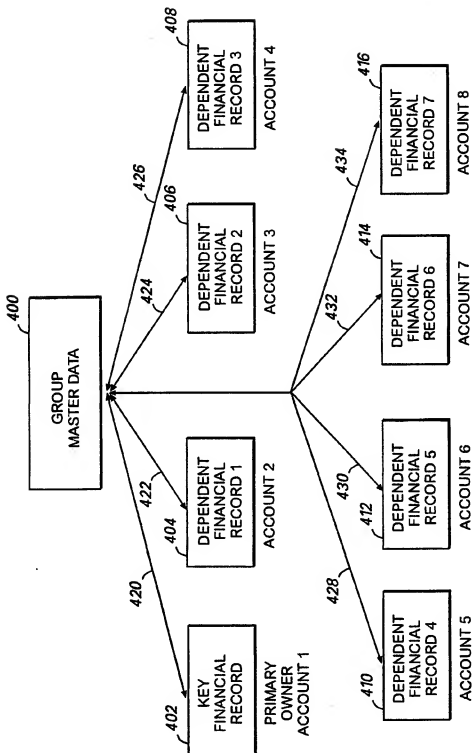 400
GROUP
MASTER DATA
420
422
424
426
402
KEY
FINANCIAL
RECORD
PRIMARY
OWNER
ACCOUNT 1
404
DEPENDENT
FINANCIAL
RECORD 1
ACCOUNT 2
406
DEPENDENT
FINANCIAL
RECORD 2
ACCOUNT 3
408
DEPENDENT
FINANCIAL
RECORD 3
ACCOUNT 4
428
430
432
434
410
DEPENDENT
FINANCIAL
RECORD 4
ACCOUNT 5
412
DEPENDENT
FINANCIAL
RECORD 5
ACCOUNT 6
414
DEPENDENT
FINANCIAL
RECORD 6
ACCOUNT 7
416
DEPENDENT
FINANCIAL
RECORD 7
ACCOUNT 8